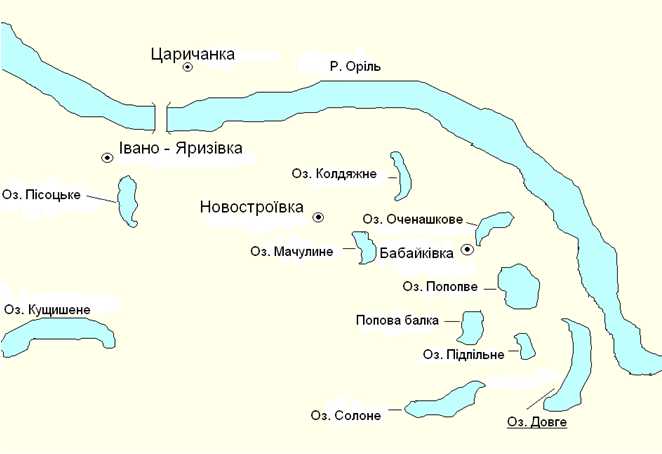 Царичанка
Р. Оріль
Івано - Яризівка
Оз. Колдяжне
Оз. Пісоцьке
Новостроївка
Оз. Оченашкове
Оз. Мачулине
Бабайківка
Оз. Попопве
Оз. Кущишене
Попова балка
Оз. Підпільне
Оз. Солоне
Оз. Довге